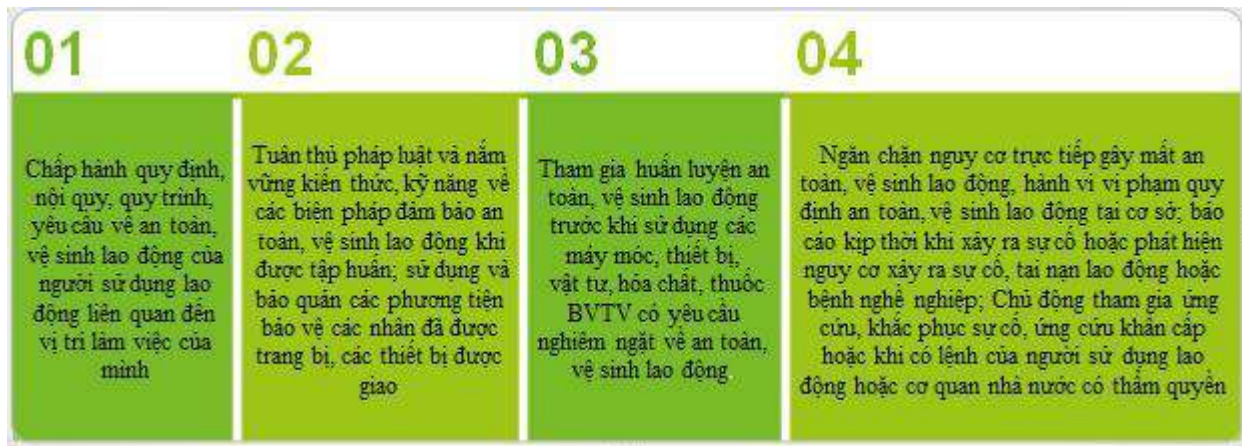 01
Chấp hành quy định,
nội quy, quy trình,
yêu cầu về an toàn,
vệ sinh lao động của
người sử dụng lao
động liên quan đến
vị trí làm việc của
mình
02
Tuân thủ pháp luật và nắm
vững kiến thức, kỹ năng về
các biện pháp đảm bảo an
toàn, vệ sinh lao động khi
được tập huấn; sử dụng và
bảo quản các phương tiện
bảo vệ các nhân đã được
trang bị, các thiết bị được
giao
03
Tham gia huấn luyện an
toàn, vệ sinh lao động
trước khi sử dụng các
máy móc, thiết bị,
vật tư, hóa chất, thuốc
BVTV có yêu cầu
nghiêm ngặt về an toàn,
vệ sinh lao động.
04
Ngăn chặn nguy cơ trực tiếp gây mất an
toàn, vệ sinh lao động, hành vi vi phạm quy
định an toàn, vệ sinh lao động tại cơ sở; báo
cáo kịp thời khi xảy ra sự cố hoặc phát hiện
nguy cơ xảy ra sự cố, tai nạn lao động hoặc
bệnh nghề nghiệp; Chủ động tham gia ứng
cứu, khắc phục sự cố, ứng cứu khẩn cấp
hoặc khi có lệnh của người sử dụng lao
động hoặc cơ quan nhà nước có thẩm quyền